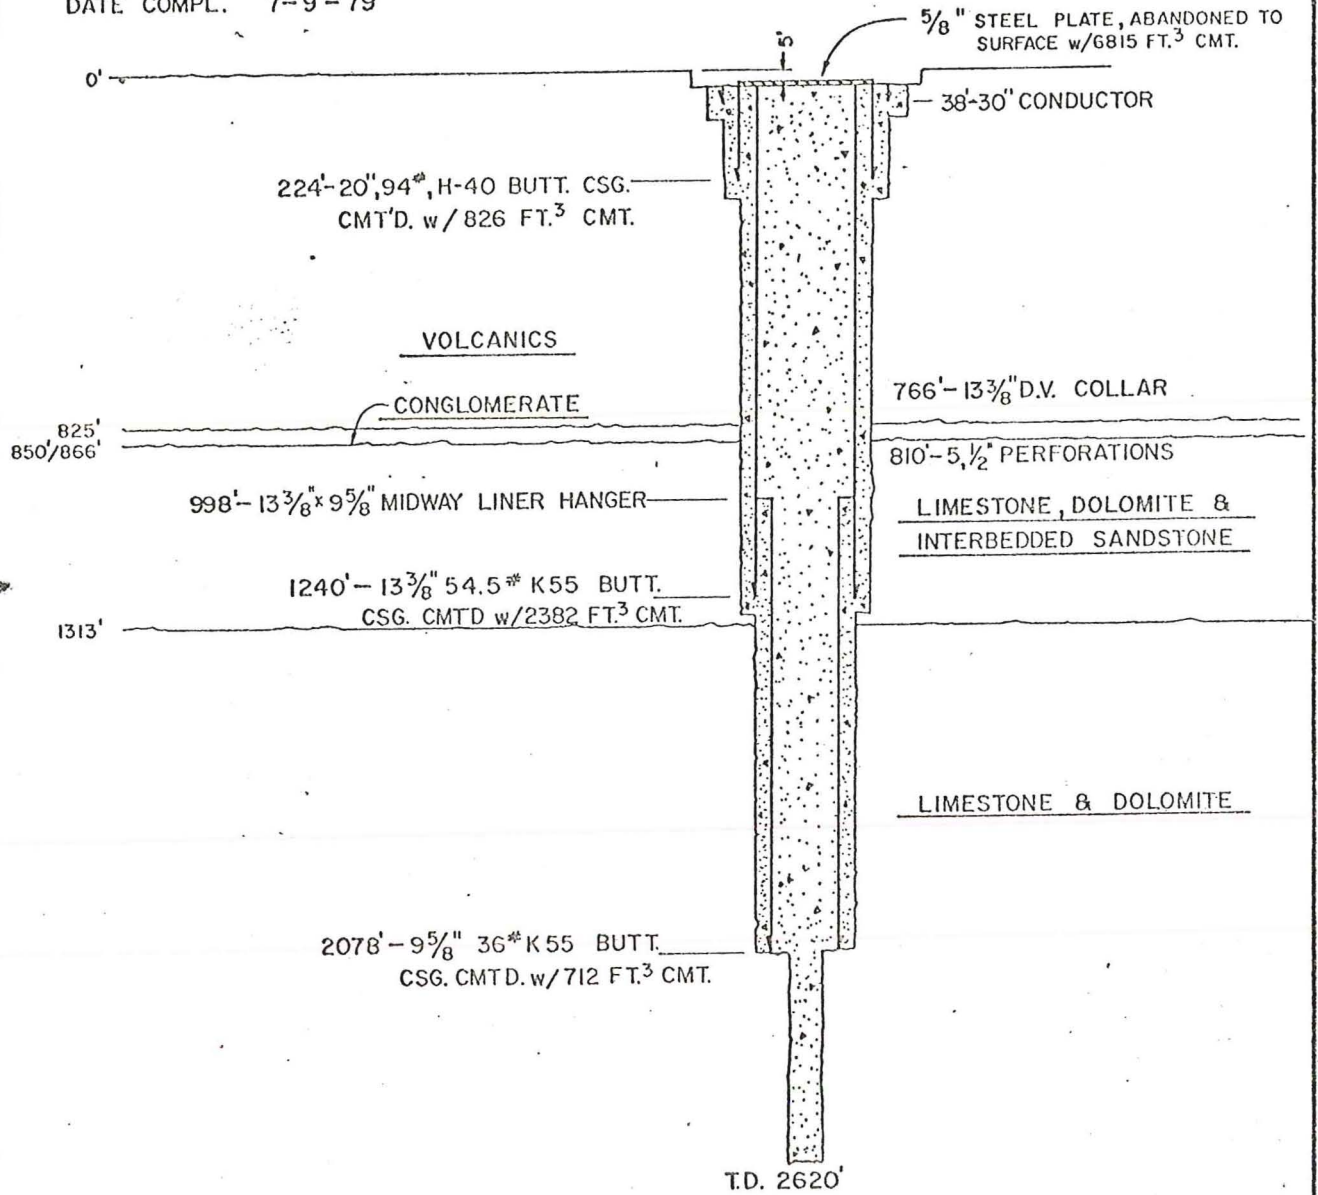 DATE COMPL. 7-9-79
5/8" STEEL PLATE, ABANDONED TO
SURFACE w/6815 FT.³ CMT.
5'
0'
38'-30" CONDUCTOR
224'-20", 94#, H-40 BUTT. CSG.
CMT'D. w/ 826 FT.³ CMT.
VOLCANICS
766'-13 3/8" D.V. COLLAR
CONGLOMERATE
825'
850'/866'
810'-5, 1/2" PERFORATIONS
998'-13 3/8" x 9 5/8" MIDWAY LINER HANGER
LIMESTONE, DOLOMITE &
INTERBEDDED SANDSTONE
1240'-13 3/8" 54.5# K55 BUTT.
CSG. CMTD w/2382 FT.³ CMT.
1313'
LIMESTONE & DOLOMITE
2078'-9 5/8" 36# K55 BUTT.
CSG. CMTD. w/712 FT.³ CMT.
T.D. 2620'